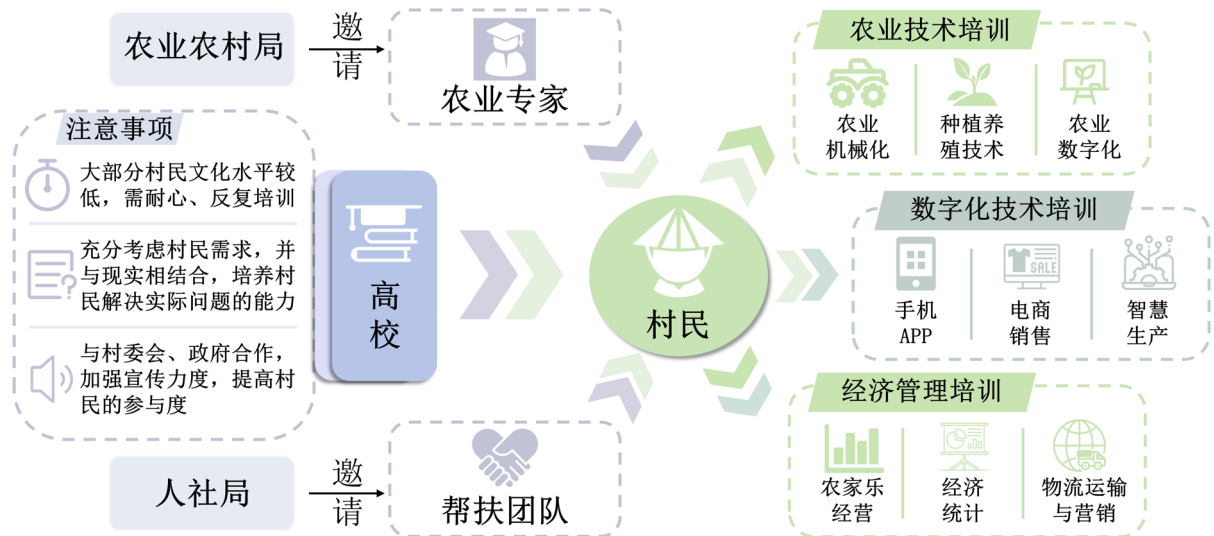 农业农村局
邀
请
农业专家
注意事项
大部分村民文化水平较
低，需耐心、反复培训
充分考虑村民需求，并
与现实相结合，培养村
民解决实际问题的能力
与村委会、政府合作，
加强宣传力度，提高村
民的参与度
高
校
人社局
邀
请
帮扶团队
村民
农业技术培训
农业
机械化
种植养
殖技术
农业
数字化
数字化技术培训
手机
APP
SALE
电商
销售
智慧
生产
经济管理培训
农家乐
经营
经济
统计
物流运输
与营销